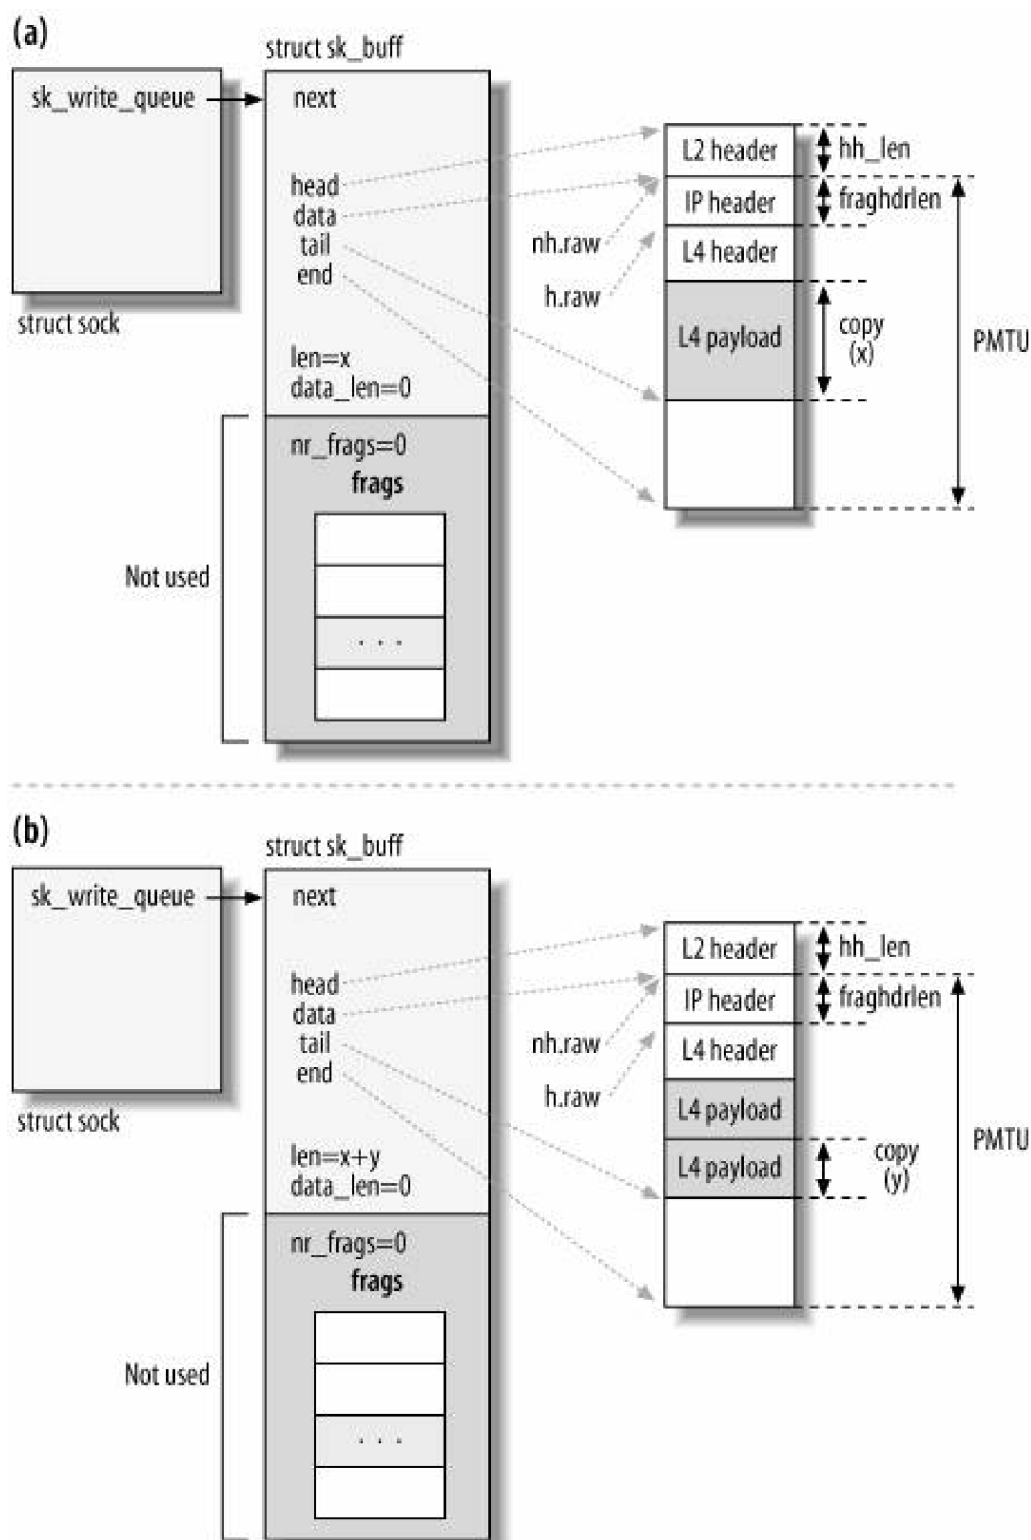 (a)
struct sk_buff
sk_write_queue
next
L2 header
hh_len
head
IP header
fraghdrlen
data
tail
nh.raw
L4 header
end
h.raw
struct sock
L4 payload
copy
(x)
PMTU
len=x
data_len=0
nr_frags=0
frags
Not used
. . .
(b)
struct sk_buff
sk_write_queue
next
L2 header
hh_len
head
IP header
fraghdrlen
data
tail
nh.raw
L4 header
end
h.raw
struct sock
L4 payload
PMTU
len=x+y
L4 payload
copy
(y)
data_len=0
nr_frags=0
frags
Not used
. . .